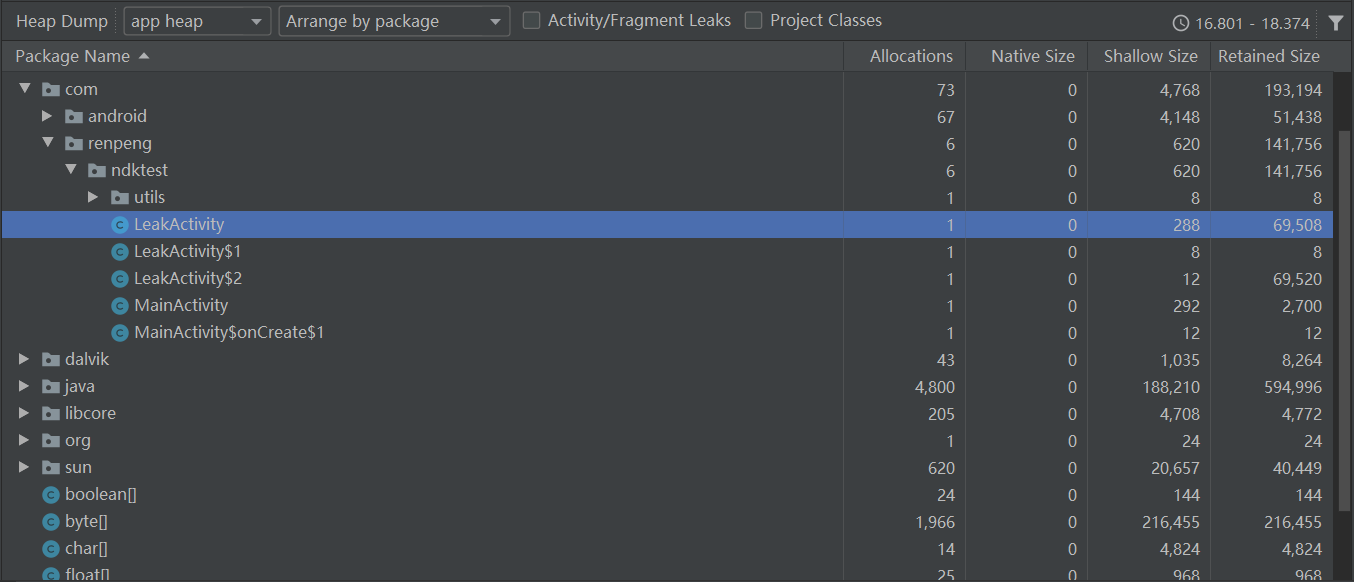 Heap Dump app heap Arrange by package Activity/Fragment Leaks Project Classes 16.801 - 18.374
Package Name Allocations Native Size Shallow Size Retained Size
com 73 0 4,768 193,194
android 67 0 4,148 51,438
renpeng 6 0 620 141,756
ndktest 6 0 620 141,756
utils 1 0 8 8
C LeakActivity 1 0 288 69,508
C LeakActivity$1 1 0 8 8
C LeakActivity$2 1 0 12 69,520
C MainActivity 1 0 292 2,700
C MainActivity$onCreate$1 1 0 12 12
dalvik 43 0 1,035 8,264
java 4,800 0 188,210 594,996
libcore 205 0 4,708 4,772
org 1 0 24 24
sun 620 0 20,657 40,449
C boolean[] 24 0 144 144
C byte[] 1,966 0 216,455 216,455
C char[] 14 0 4,824 4,824
C float[] 25 0 968 968